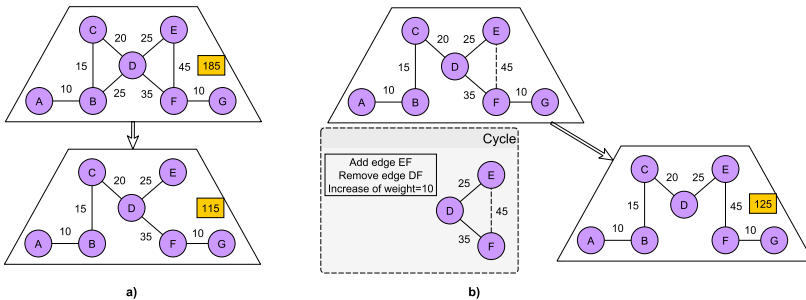 C 20 25 E
15 D 45 185
A 10 B 25 35 F 10 G
C 20 25 E
15 D 115
A 10 B 35 F 10 G
a)
C 20 25 E
15 D 45
A 10 B 35 F 10 G
Cycle
Add edge EF
Remove edge DF
Increase of weight=10
E
25
D 45
35 F
C 20 25 E
15 D 45 125
A 10 B F 10 G
b)